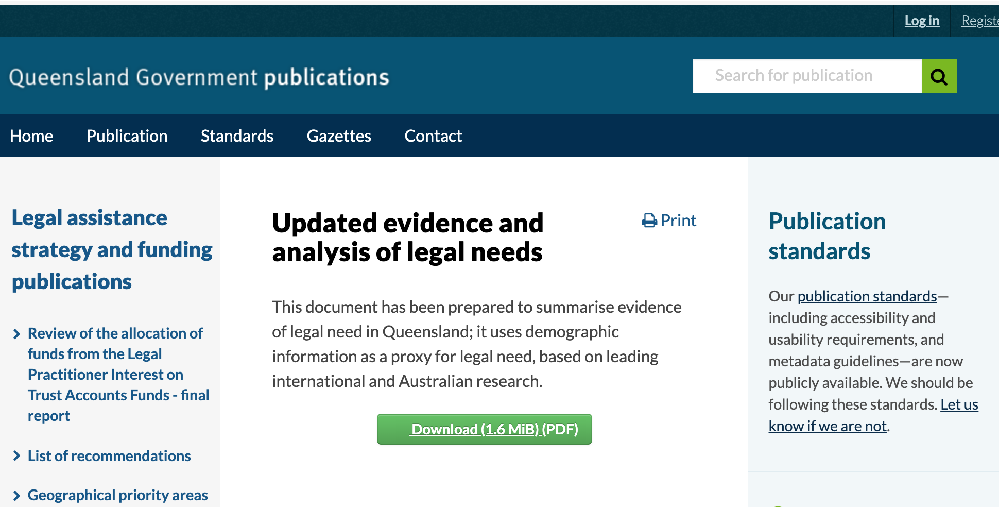 Log in
Queensland Government publications
Search for publication
Home Publication Standards Gazettes Contact
Legal assistance
strategy and funding
publications
Review of the allocation of
funds from the Legal
Practitioner Interest on
Trust Accounts Funds - final
report
List of recommendations
Geographical priority areas
Updated evidence and
analysis of legal needs
Print
This document has been prepared to summarise evidence
of legal need in Queensland; it uses demographic
information as a proxy for legal need, based on leading
international and Australian research.
Download (1.6 MiB) (PDF)
Publication
standards
Our publication standards—
including accessibility and
usability requirements, and
metadata guidelines—are now
publicly available. We should be
following these standards. Let us
know if we are not.